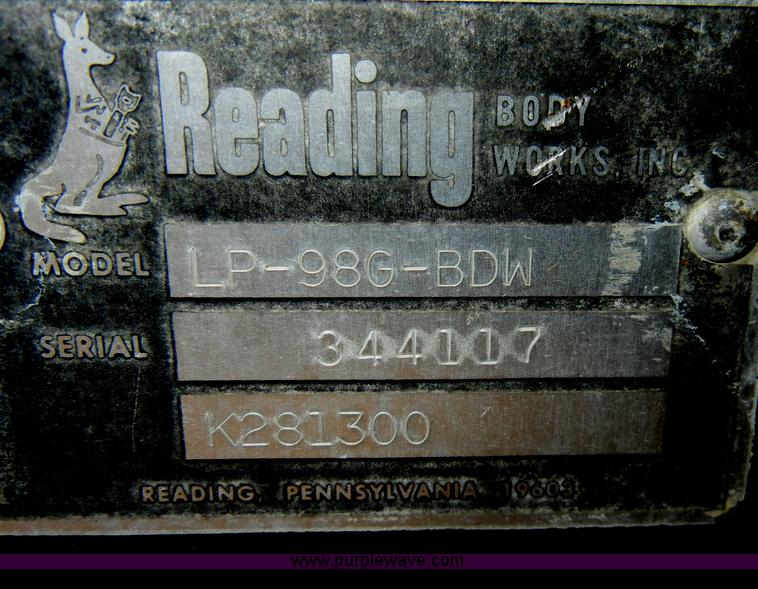 Reading BODY
WORKS, INC.
MODEL LP-98G-BDW
SERIAL 344117
K281300
READING, PENNSYLVANIA 19603
www.purplewave.com